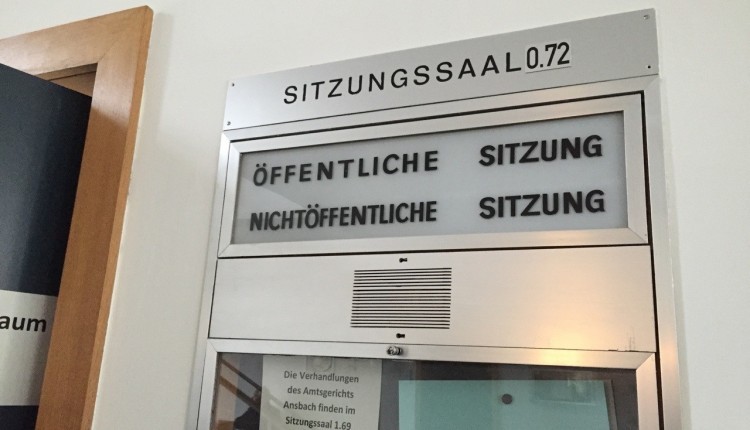 SITZUNGSSAAL 0.72
ÖFFENTLICHE SITZUNG
NICHTÖFFENTLICHE SITZUNG
aum
Die Verhandlungen
des Amtsgerichts
Ansbach finden im
Sitzungssaal 1.69